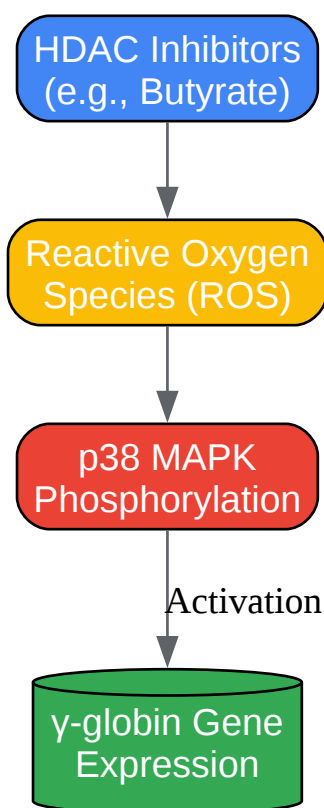 HDAC Inhibitors
(e.g., Butyrate)
Reactive Oxygen
Species (ROS)
p38 MAPK
Phosphorylation
Activation
γ-globin Gene
Expression